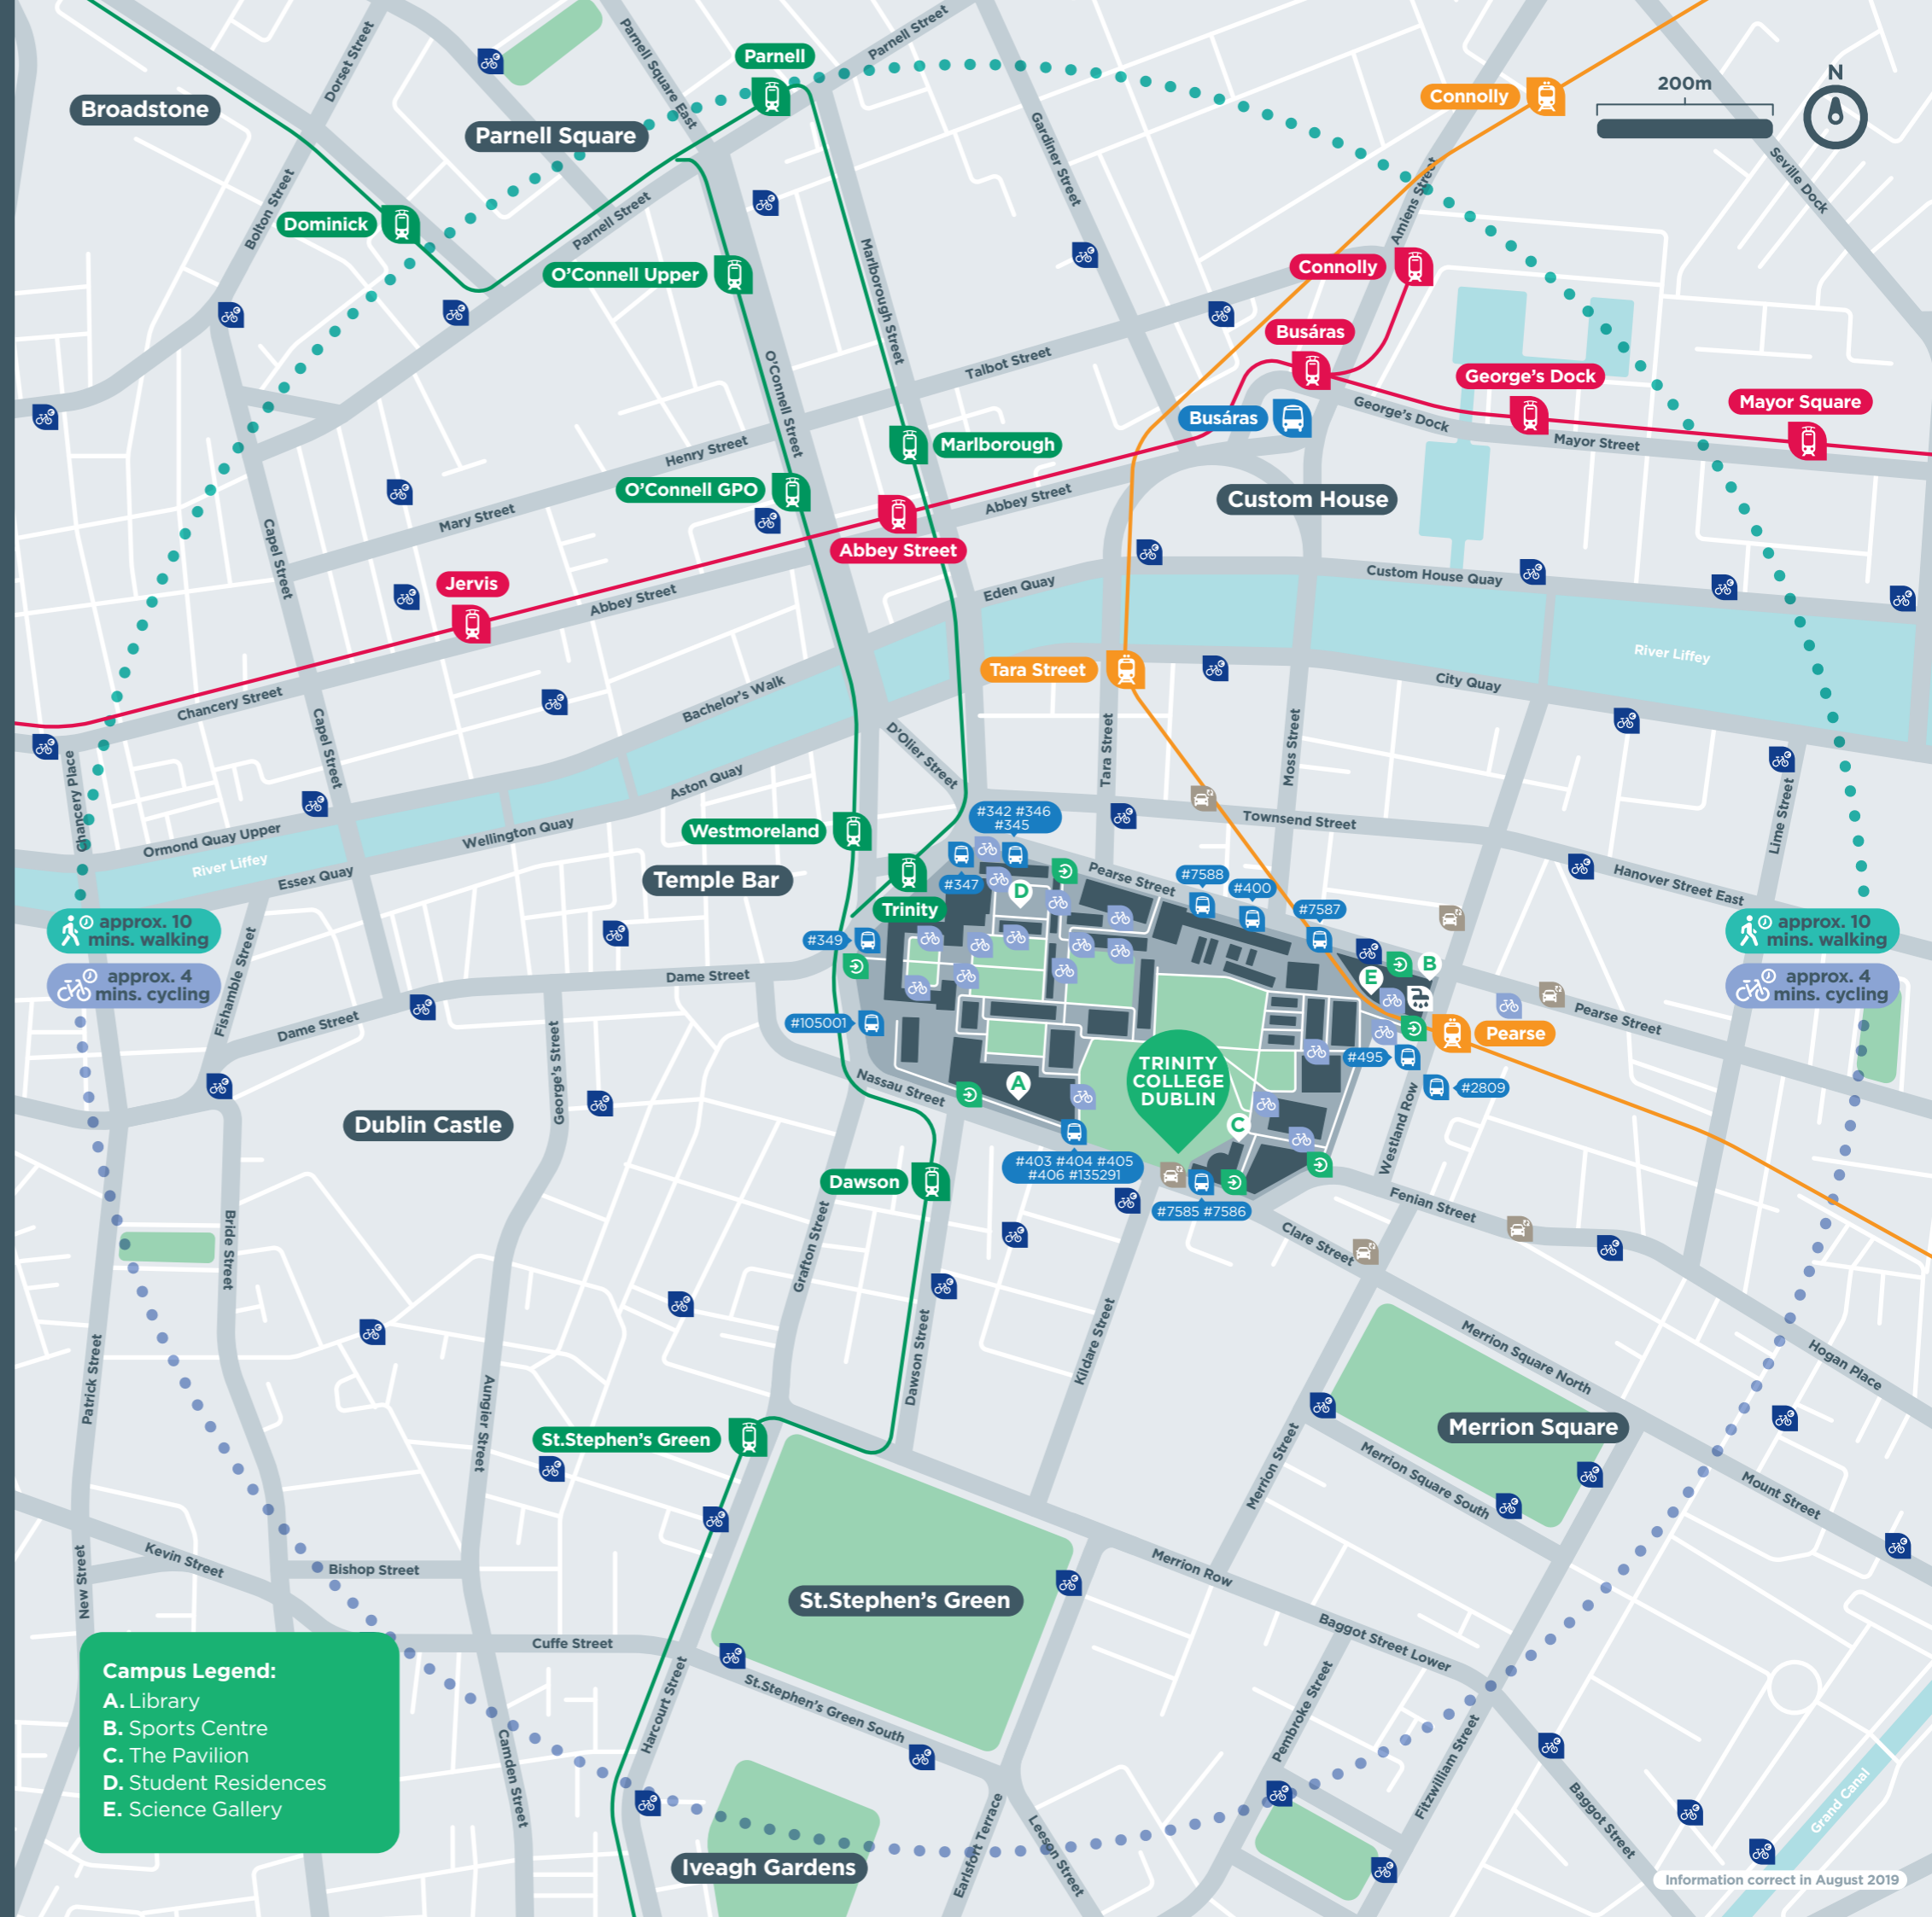 Parnell Street
Dorset Street
Parnell Square East
Parnell
Broadstone
Parnell Square
Connolly
200m
N
Gardiner Street
Seville Dock
Amiens Street
Bolton Street
Dominick
Parnell Street
O'Connell Upper
Marlborough Street
Connolly
Busáras
Talbot Street
George's Dock
Mayor Square
O'Connell Street
Busáras
George's Dock
Mayor Street
Henry Street
Marlborough
O'Connell GPO
Abbey Street
Custom House
Mary Street
Capel Street
Abbey Street
Jervis
Abbey Street
Eden Quay
Custom House Quay
River Liffey
Tara Street
City Quay
Chancery Street
Bachelor's Walk
Capel Street
D'Olier Street
Tara Street
Moss Street
Chancery Place
Aston Quay
Lime Street
Ormond Quay Upper
Wellington Quay
Westmoreland
#342 #346
#345
Townsend Street
River Liffey
Essex Quay
Temple Bar
#347
D
Pearse Street
#7588
#400
Hanover Street East
Trinity
#7587
approx. 10
mins. walking
approx. 10
mins. walking
Fishamble Street
#349
Dame Street
E
B
approx. 4
mins. cycling
approx. 4
mins. cycling
Dame Street
#105001
Pearse Street
Pearse
George's Street
#495
TRINITY
COLLEGE
DUBLIN
A
Nassau Street
#2809
Dublin Castle
C
Westland Row
#403 #404 #405
#406 #135291
Dawson
#7585 #7586
Fenian Street
Clare Street
Bride Street
Grafton Street
Patrick Street
Dawson Street
Kildare Street
Merrion Square North
Hogan Place
Aungier Street
St.Stephen's Green
Merrion Square
Merrion Street
Merrion Square South
Mount Street
New Street
Kevin Street
Bishop Street
Merrion Row
St.Stephen's Green
Cuffe Street
Baggot Street Lower
Campus Legend:
A. Library
B. Sports Centre
C. The Pavilion
D. Student Residences
E. Science Gallery
Harcourt Street
St.Stephen's Green South
Pembroke Street
Camden Street
Fitzwilliam Street
Baggot Street
Grand Canal
Iveagh Gardens
Earlsfort Terrace
Leeson Street
Information correct in August 2019